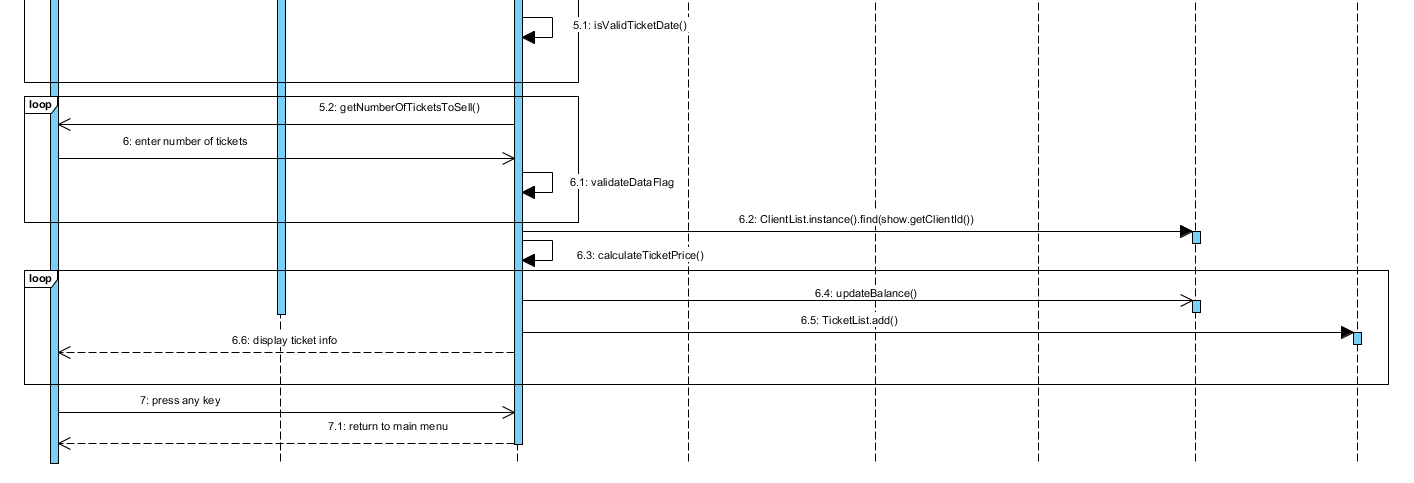 5.1: isValidTicketDate()
loop
5.2: getNumberOfTicketsToSell()
6: enter number of tickets
6.1: validateDataFlag
6.2: ClientList.instance().find(show.getClientId())
6.3: calculateTicketPrice()
loop
6.4: updateBalance()
6.5: TicketList.add()
6.6: display ticket info
7: press any key
7.1: return to main menu